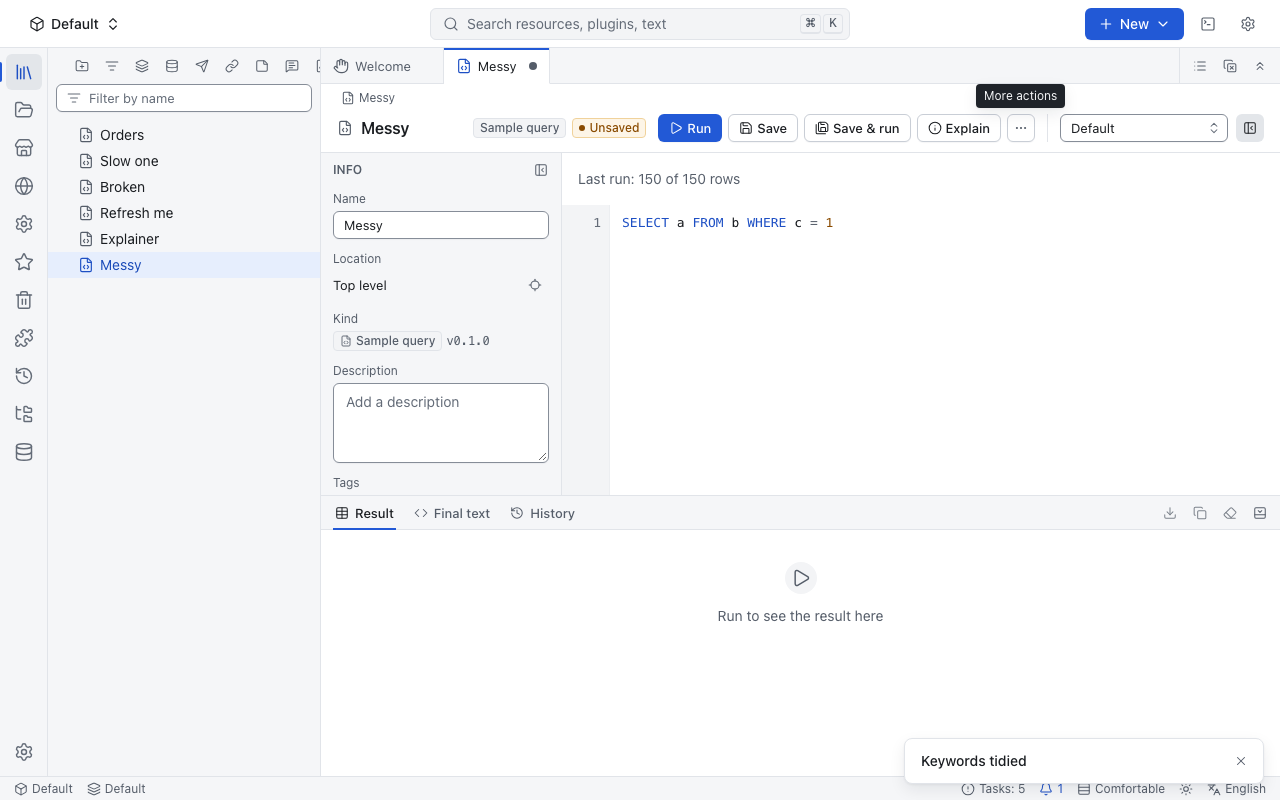 Default
Search resources, plugins, text
⌘ K
New
Welcome
Messy
More actions
Filter by name
Messy
Messy
Sample query
Unsaved
Run
Save
Save & run
Explain
Default
Orders
Slow one
Broken
Refresh me
Explainer
Messy
INFO
Name
Messy
Location
Top level
Kind
Sample query v0.1.0
Description
Add a description
Tags
Last run: 150 of 150 rows
1 SELECT a FROM b WHERE c = 1
Result
Final text
History
Run to see the result here
Keywords tidied
Default
Default
Tasks: 5
1
Comfortable
English